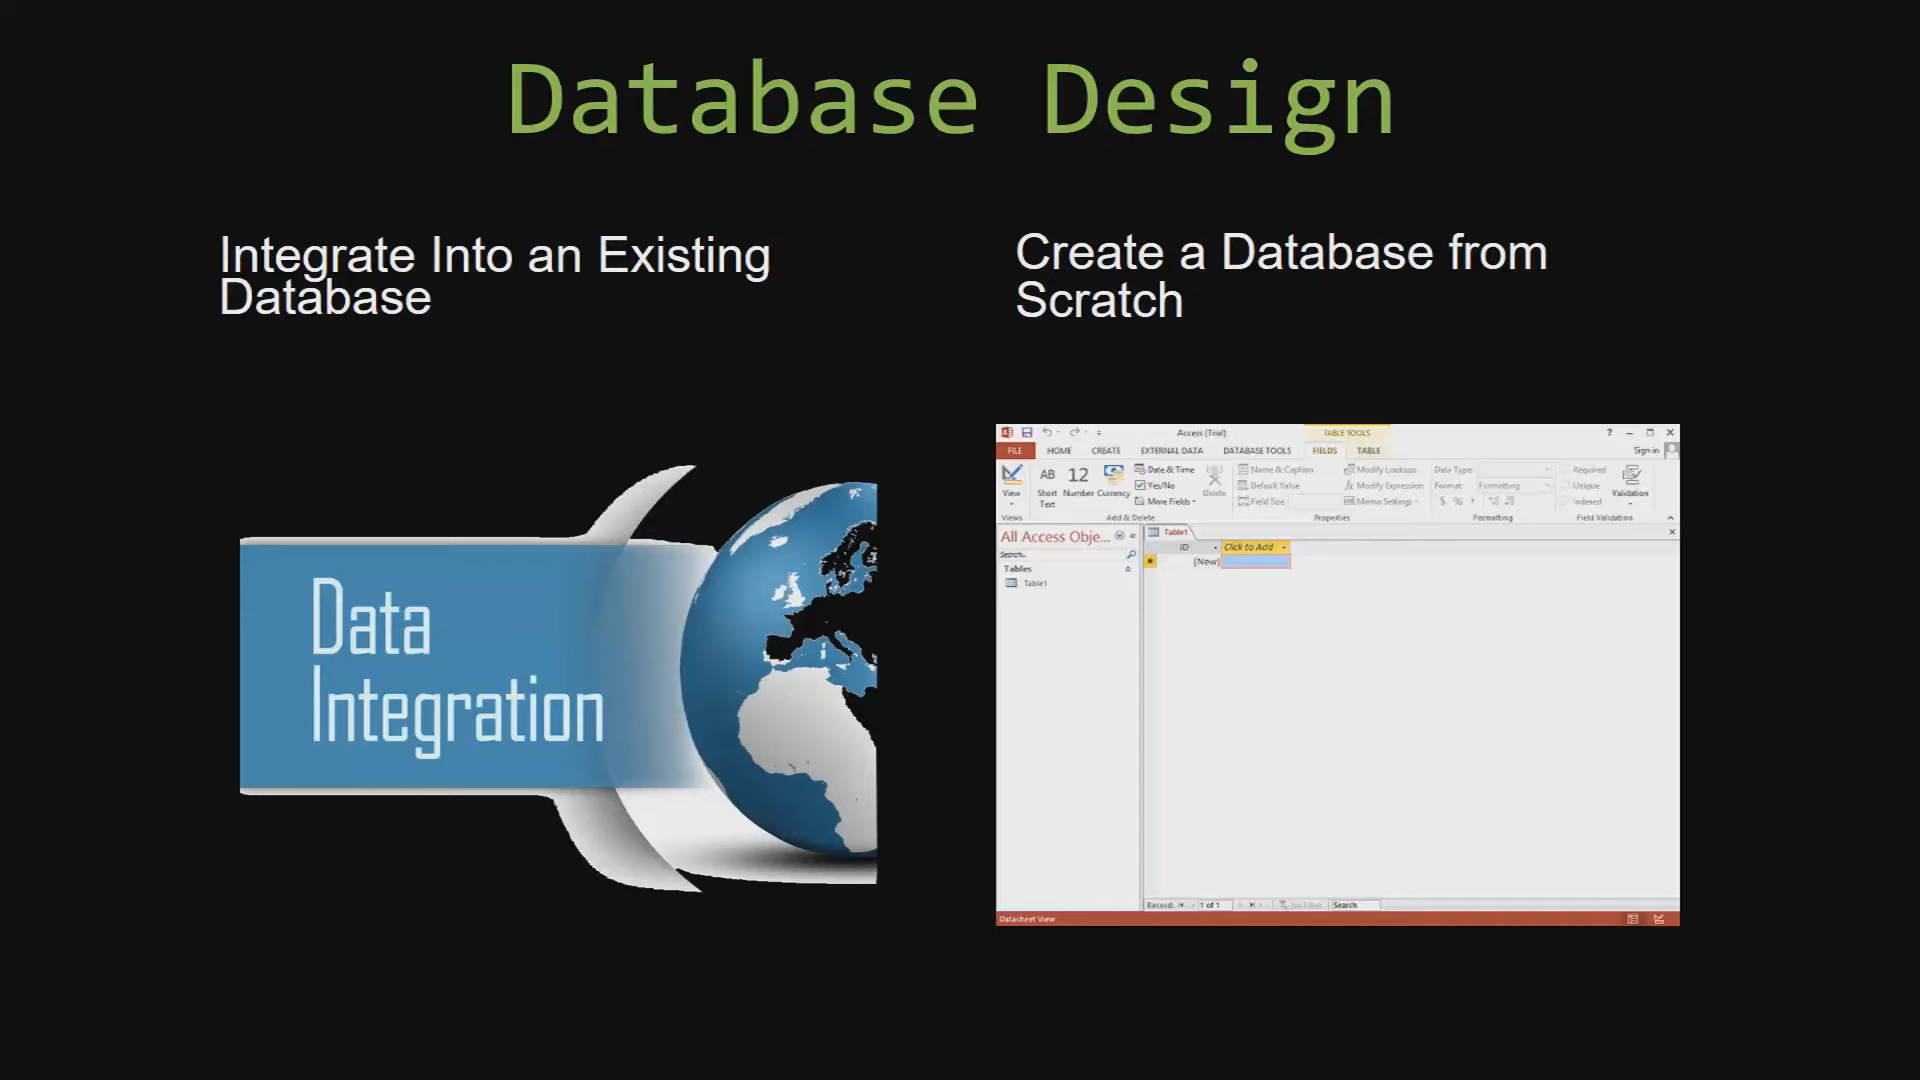 Database Design
Integrate Into an Existing
Database
Create a Database from
Scratch
Data
Integration
Access (Trial)
TABLE TOOLS
?
FILE
HOME
CREATE
EXTERNAL DATA
DATABASE TOOLS
FIELDS
TABLE
Sign in
View
AB
Short
Text
12
Number
Currency
Date & Time
Yes/No
More Fields
Delete
Name & Caption
Default Value
Field Size
Modify Lookups
Modify Expression
Memo Settings
Data Type:
Format:
Formatting
$ %
Required
Unique
Indexed
Validation
Views
Add & Delete
Properties
Formatting
Field Validation
All Access Obje...
Search...
Tables
Table1
Table1
ID
Click to Add
(New)
Record:
1 of 1
No Filter
Search
Datasheet View